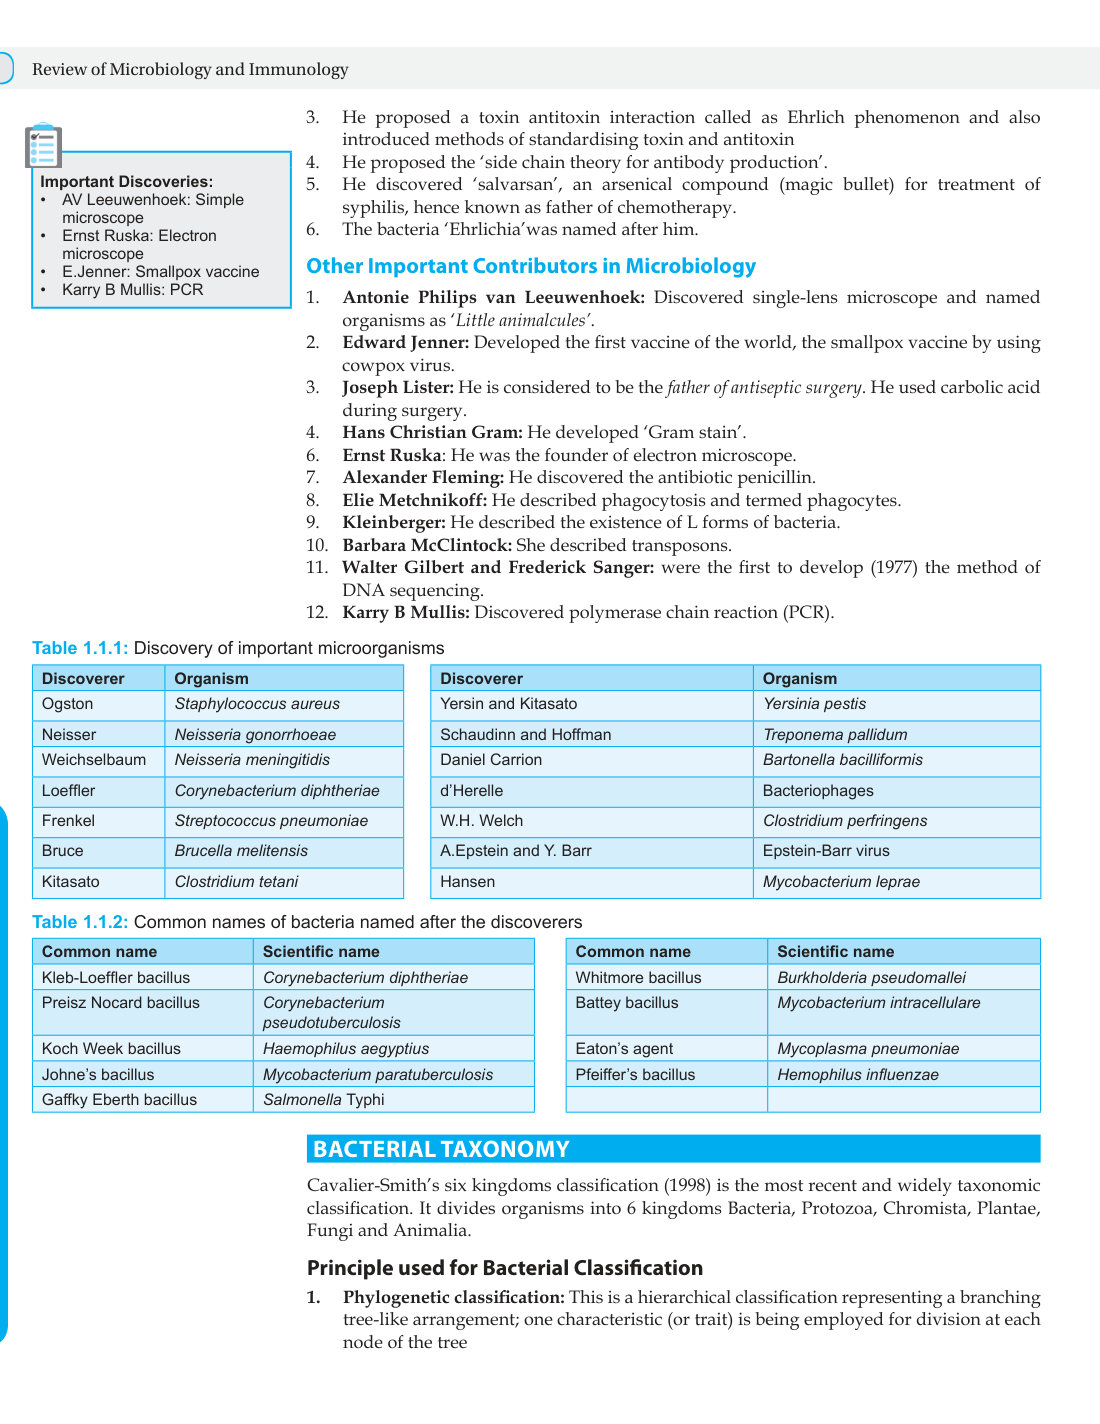 Review of Microbiology and Immunology
Important Discoveries:
• AV Leeuwenhoek: Simple
microscope
• Ernst Ruska: Electron
microscope
• E.Jenner: Smallpox vaccine
• Karry B Mullis: PCR
3. He proposed a toxin antitoxin interaction called as Ehrlich phenomenon and also
introduced methods of standardising toxin and antitoxin
4. He proposed the ‘side chain theory for antibody production’.
5. He discovered ‘salvarsan’, an arsenical compound (magic bullet) for treatment of
syphilis, hence known as father of chemotherapy.
6. The bacteria ‘Ehrlichia’was named after him.
Other Important Contributors in Microbiology
1. Antonie Philips van Leeuwenhoek: Discovered single-lens microscope and named
organisms as ‘Little animalcules’.
2. Edward Jenner: Developed the first vaccine of the world, the smallpox vaccine by using
cowpox virus.
3. Joseph Lister: He is considered to be the father of antiseptic surgery. He used carbolic acid
during surgery.
4. Hans Christian Gram: He developed ‘Gram stain’.
6. Ernst Ruska: He was the founder of electron microscope.
7. Alexander Fleming: He discovered the antibiotic penicillin.
8. Elie Metchnikoff: He described phagocytosis and termed phagocytes.
9. Kleinberger: He described the existence of L forms of bacteria.
10. Barbara McClintock: She described transposons.
11. Walter Gilbert and Frederick Sanger: were the first to develop (1977) the method of
DNA sequencing.
12. Karry B Mullis: Discovered polymerase chain reaction (PCR).
Table 1.1.1: Discovery of important microorganisms
Discoverer Organism Discoverer Organism
Ogston Staphylococcus aureus Yersin and Kitasato Yersinia pestis
Neisser Neisseria gonorrhoeae Schaudinn and Hoffman Treponema pallidum
Weichselbaum Neisseria meningitidis Daniel Carrion Bartonella bacilliformis
Loeffler Corynebacterium diphtheriae d’Herelle Bacteriophages
Frenkel Streptococcus pneumoniae W.H. Welch Clostridium perfringens
Bruce Brucella melitensis A.Epstein and Y. Barr Epstein-Barr virus
Kitasato Clostridium tetani Hansen Mycobacterium leprae
Table 1.1.2: Common names of bacteria named after the discoverers
Common name Scientific name Common name Scientific name
Kleb-Loeffler bacillus Corynebacterium diphtheriae Whitmore bacillus Burkholderia pseudomallei
Preisz Nocard bacillus Corynebacterium Battey bacillus Mycobacterium intracellulare
pseudotuberculosis
Koch Week bacillus Haemophilus aegyptius Eaton’s agent Mycoplasma pneumoniae
Johne’s bacillus Mycobacterium paratuberculosis Pfeiffer’s bacillus Hemophilus influenzae
Gaffky Eberth bacillus Salmonella Typhi
BACTERIAL TAXONOMY
Cavalier-Smith’s six kingdoms classification (1998) is the most recent and widely taxonomic
classification. It divides organisms into 6 kingdoms Bacteria, Protozoa, Chromista, Plantae,
Fungi and Animalia.
Principle used for Bacterial Classification
1. Phylogenetic classification: This is a hierarchical classification representing a branching
tree-like arrangement; one characteristic (or trait) is being employed for division at each
node of the tree